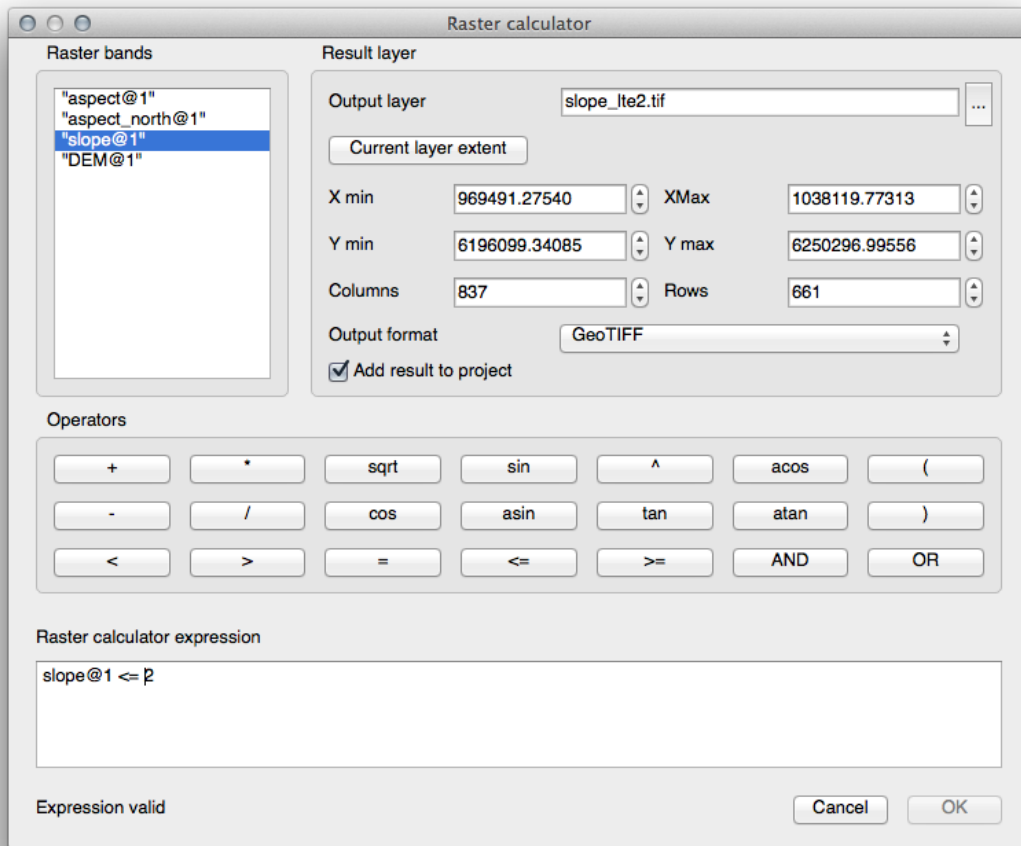 Raster calculator
Raster bands
Result layer
"aspect@1"
"aspect_north@1"
"slope@1"
"DEM@1"
Output layer
slope_lte2.tif
...
Current layer extent
X min
969491.27540
XMax
1038119.77313
Y min
6196099.34085
Y max
6250296.99556
Columns
837
Rows
661
Output format
GeoTIFF
Add result to project
Operators
+ * sqrt sin ^ acos (
- / cos asin tan atan )
< > = <= >= AND OR
Raster calculator expression
slope@1 <= 2
Expression valid
Cancel
OK